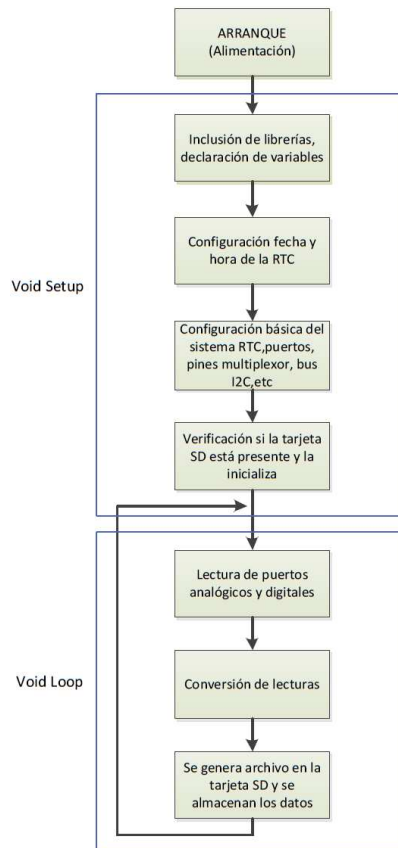 ARRANQUE
(Alimentación)
Inclusión de librerías,
declaración de variables
Configuración fecha y
hora de la RTC
Void Setup
Configuración básica del
sistema RTC,puertos,
pines multiplexor, bus
I2C,etc
Verificación si la tarjeta
SD está presente y la
inicializa
Lectura de puertos
analógicos y digitales
Void Loop
Conversión de lecturas
Se genera archivo en la
tarjeta SD y se
almacenan los datos